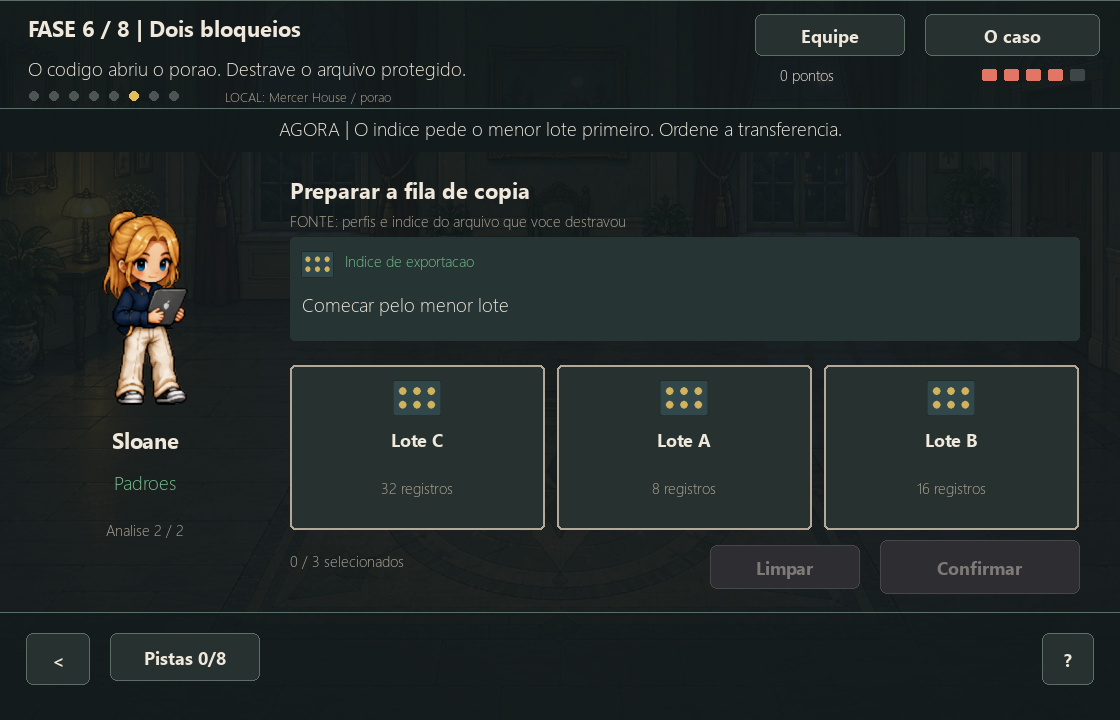 FASE 6 / 8 | Dois bloqueios
Equipe
O caso
O codigo abriu o porao. Destrave o arquivo protegido.
0 pontos
LOCAL: Mercer House / porao
AGORA | O indice pede o menor lote primeiro. Ordene a transferencia.
Preparar a fila de copia
FONTE: perfis e indice do arquivo que voce destravou
Indice de exportacao
Comecar pelo menor lote
Lote C
32 registros
Lote A
8 registros
Lote B
16 registros
Sloane
Padroes
Analise 2 / 2
0 / 3 selecionados
Limpar
Confirmar
<
Pistas 0/8
?